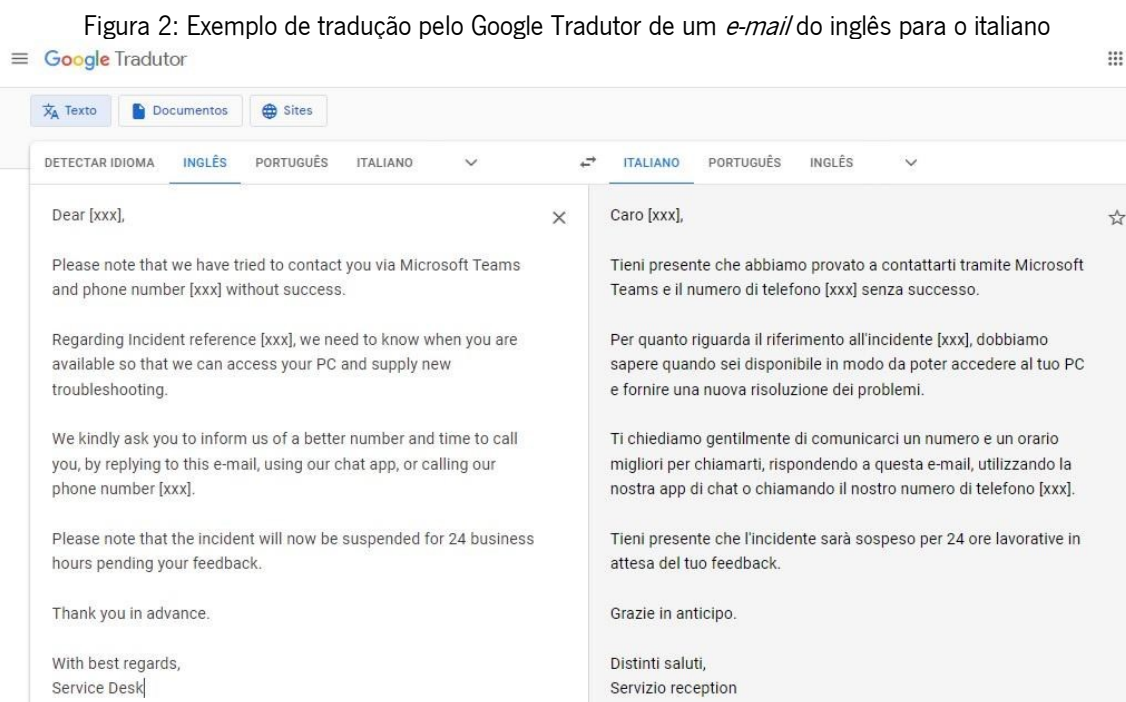 Figura 2: Exemplo de tradução pelo Google Tradutor de um e-mail do inglês para o italiano
Google Tradutor
Texto Documentos Sites
DETECTAR IDIOMA INGLÊS PORTUGUÊS ITALIANO
ITALIANO PORTUGUÊS INGLÊS
Dear [xxx],
Please note that we have tried to contact you via Microsoft Teams
and phone number [xxx] without success.
Regarding Incident reference [xxx], we need to know when you are
available so that we can access your PC and supply new
troubleshooting.
We kindly ask you to inform us of a better number and time to call
you, by replying to this e-mail, using our chat app, or calling our
phone number [xxx].
Please note that the incident will now be suspended for 24 business
hours pending your feedback.
Thank you in advance.
With best regards,
Service Desk
Caro [xxx],
Tieni presente che abbiamo provato a contattarti tramite Microsoft
Teams e il numero di telefono [xxx] senza successo.
Per quanto riguarda il riferimento all'incidente [xxx], dobbiamo
sapere quando sei disponibile in modo da poter accedere al tuo PC
e fornire una nuova risoluzione dei problemi.
Ti chiediamo gentilmente di comunicarci un numero e un orario
migliori per chiamarti, rispondendo a questa e-mail, utilizzando la
nostra app di chat o chiamando il nostro numero di telefono [xxx].
Tieni presente che l'incidente sarà sospeso per 24 ore lavorative in
attesa del tuo feedback.
Grazie in anticipo.
Distinti saluti,
Servizio reception